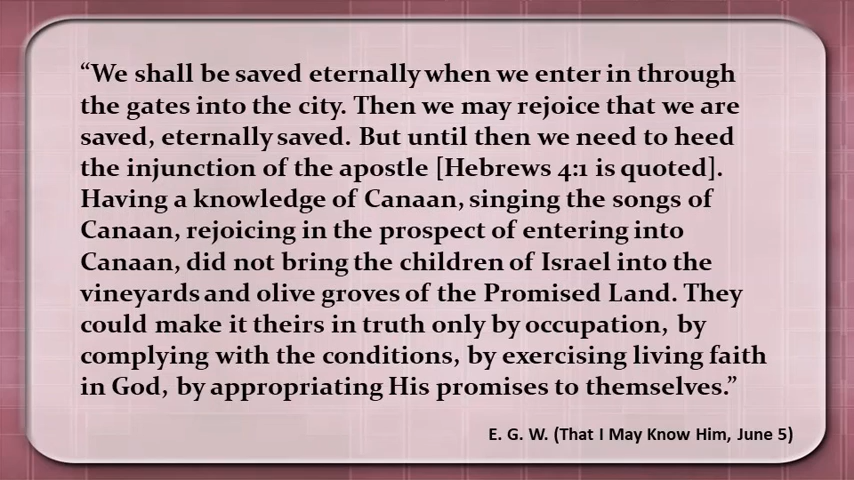 “We shall be saved eternally when we enter in through
the gates into the city. Then we may rejoice that we are
saved, eternally saved. But until then we need to heed
the injunction of the apostle [Hebrews 4:1 is quoted].
Having a knowledge of Canaan, singing the songs of
Canaan, rejoicing in the prospect of entering into
Canaan, did not bring the children of Israel into the
vineyards and olive groves of the Promised Land. They
could make it theirs in truth only by occupation, by
complying with the conditions, by exercising living faith
in God, by appropriating His promises to themselves.”
E. G. W. (That I May Know Him, June 5)